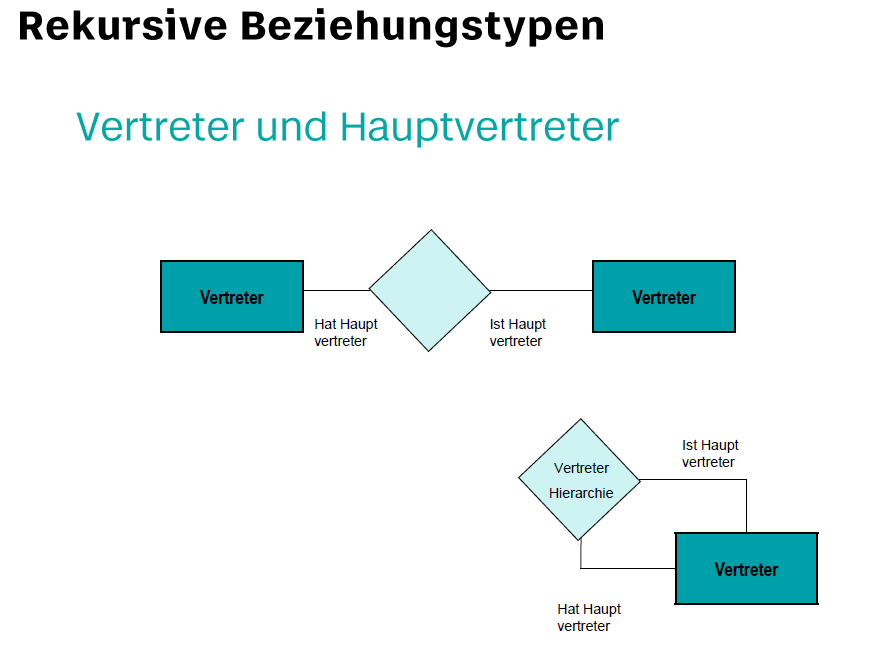 Rekursive Beziehungstypen
Vertreter und Hauptvertreter
Vertreter
Hat Haupt
vertreter
Ist Haupt
vertreter
Vertreter
Vertreter
Hierarchie
Ist Haupt
vertreter
Vertreter
Hat Haupt
vertreter